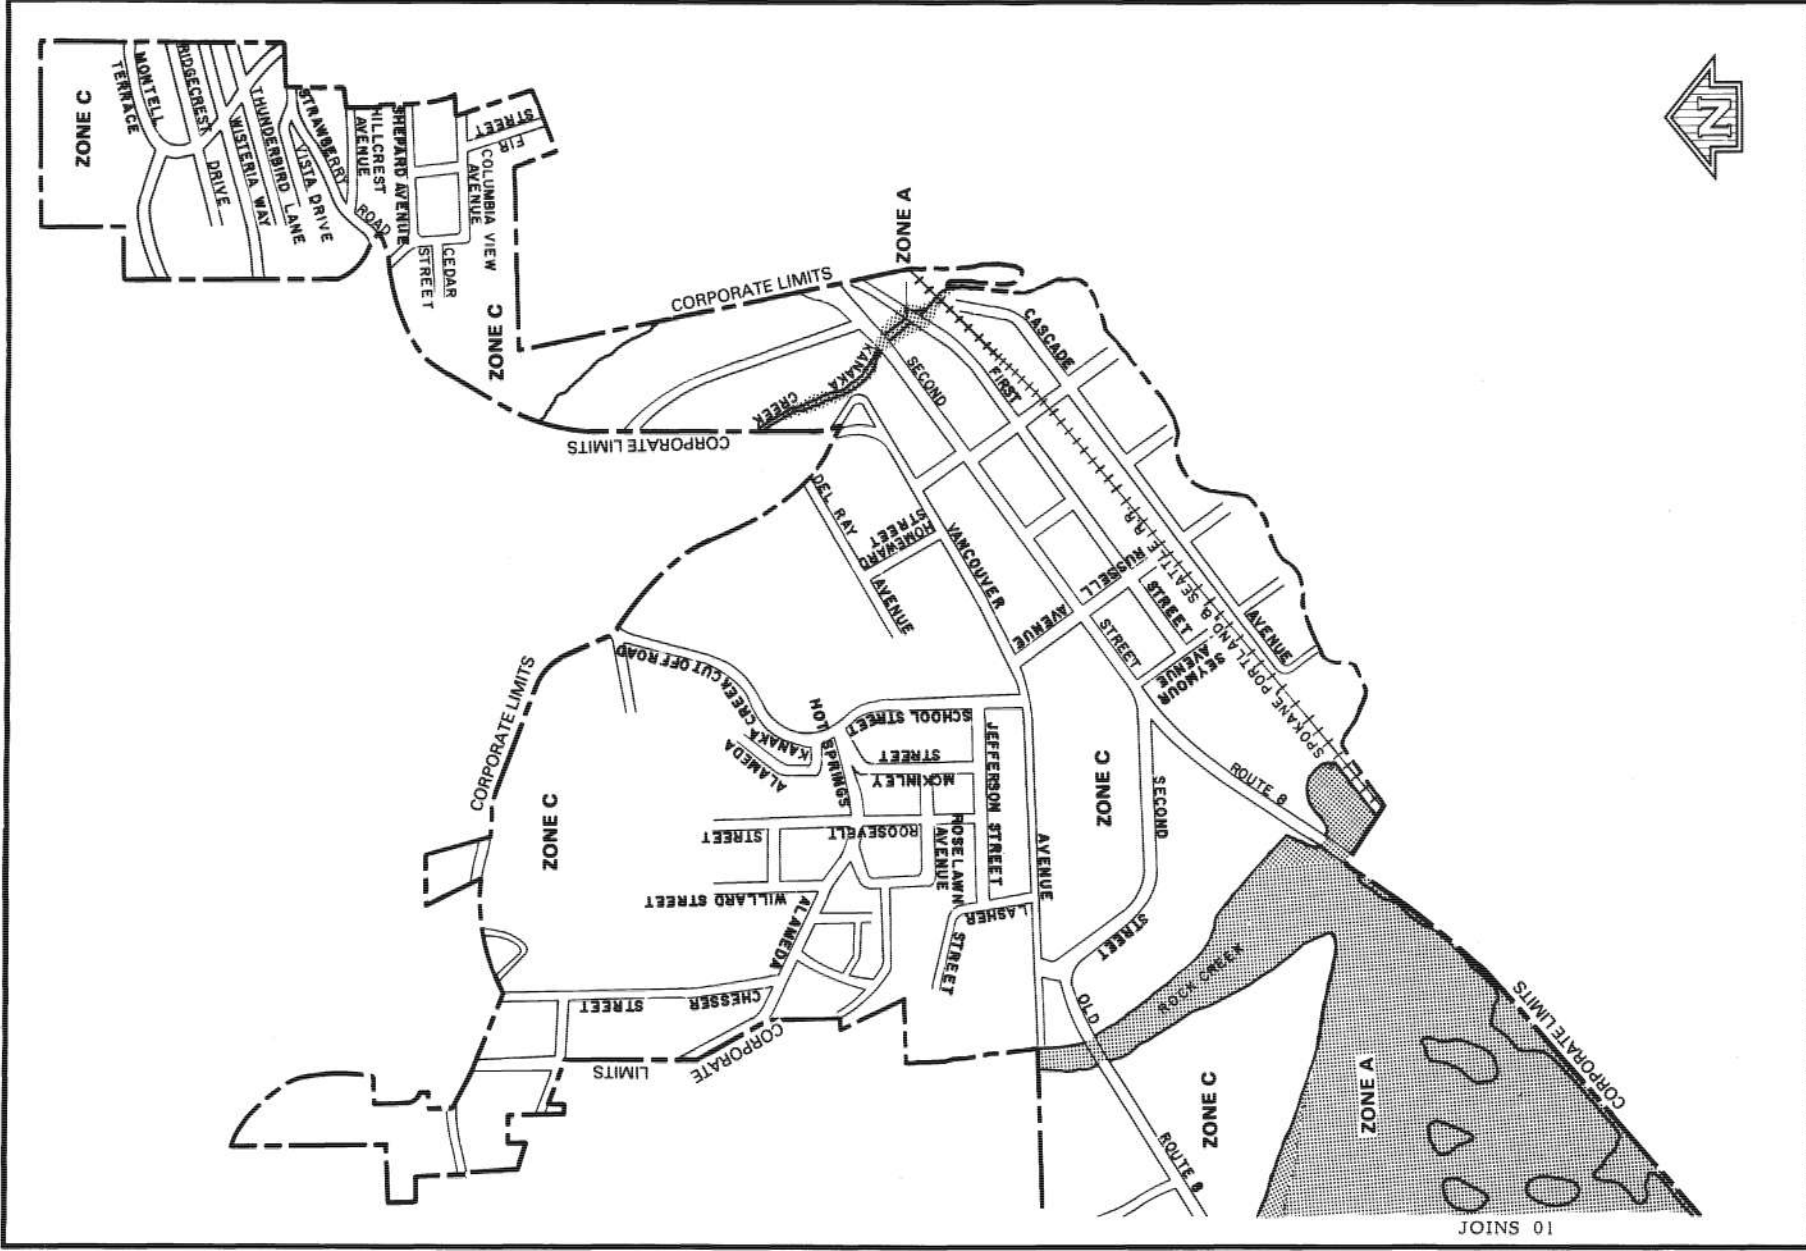 ZONE C
MONTELL
TERRACE
RIDGECREST
DRIVE
WISTERIA WAY
THUNDERBIRD LANE
VISTA DRIVE
STRAWBERRY
ROAD
HILLCREST
AVENUE
SHEPARD AVENUE
FIR
STREET
COLUMBIA VIEW
AVENUE
CEDAR
STREET
ZONE C
N
ZONE A
CORPORATE LIMITS
CORPORATE LIMITS
KANAKA
CREEK
CASCADE
AVENUE
FIRST
STREET
SECOND
STREET
SPOKANE, PORTLAND, & SEATTLE R.R.
RUSSELL
AVENUE
SEYMOUR
AVENUE
DEL RAY
AVENUE
HOMEWARD
STREET
VANCOUVER
AVENUE
CORPORATE LIMITS
KANAKA CREEK CUT OFF ROAD
HOT SPRINGS
ALAMEDA
SCHOOL STREET
MCKINLEY
STREET
JEFFERSON STREET
ROOSEVELT
STREET
ROSELAWN
AVENUE
WILLARD STREET
ALAMEDA
LASHER
STREET
ZONE C
ZONE C
SECOND
STREET
ROUTE 8
CHESSER
STREET
CORPORATE
LIMITS
OLD
ROUTE 8
ROCK CREEK
ZONE C
ZONE A
CORPORATE LIMITS
CORPORATE LIMITS
JOINS 01